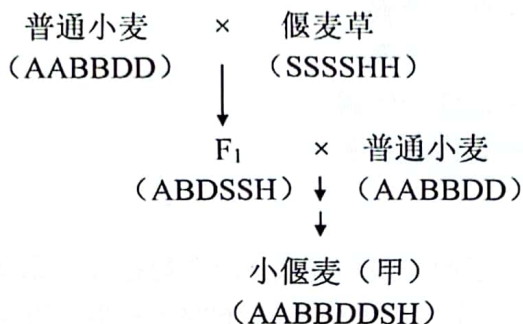 普通小麦 × 偃麦草
(AABBDD) (SSSSHH)
F₁ × 普通小麦
(ABDSSH) (AABBDD)
小偃麦(甲)
(AABBDDSH)